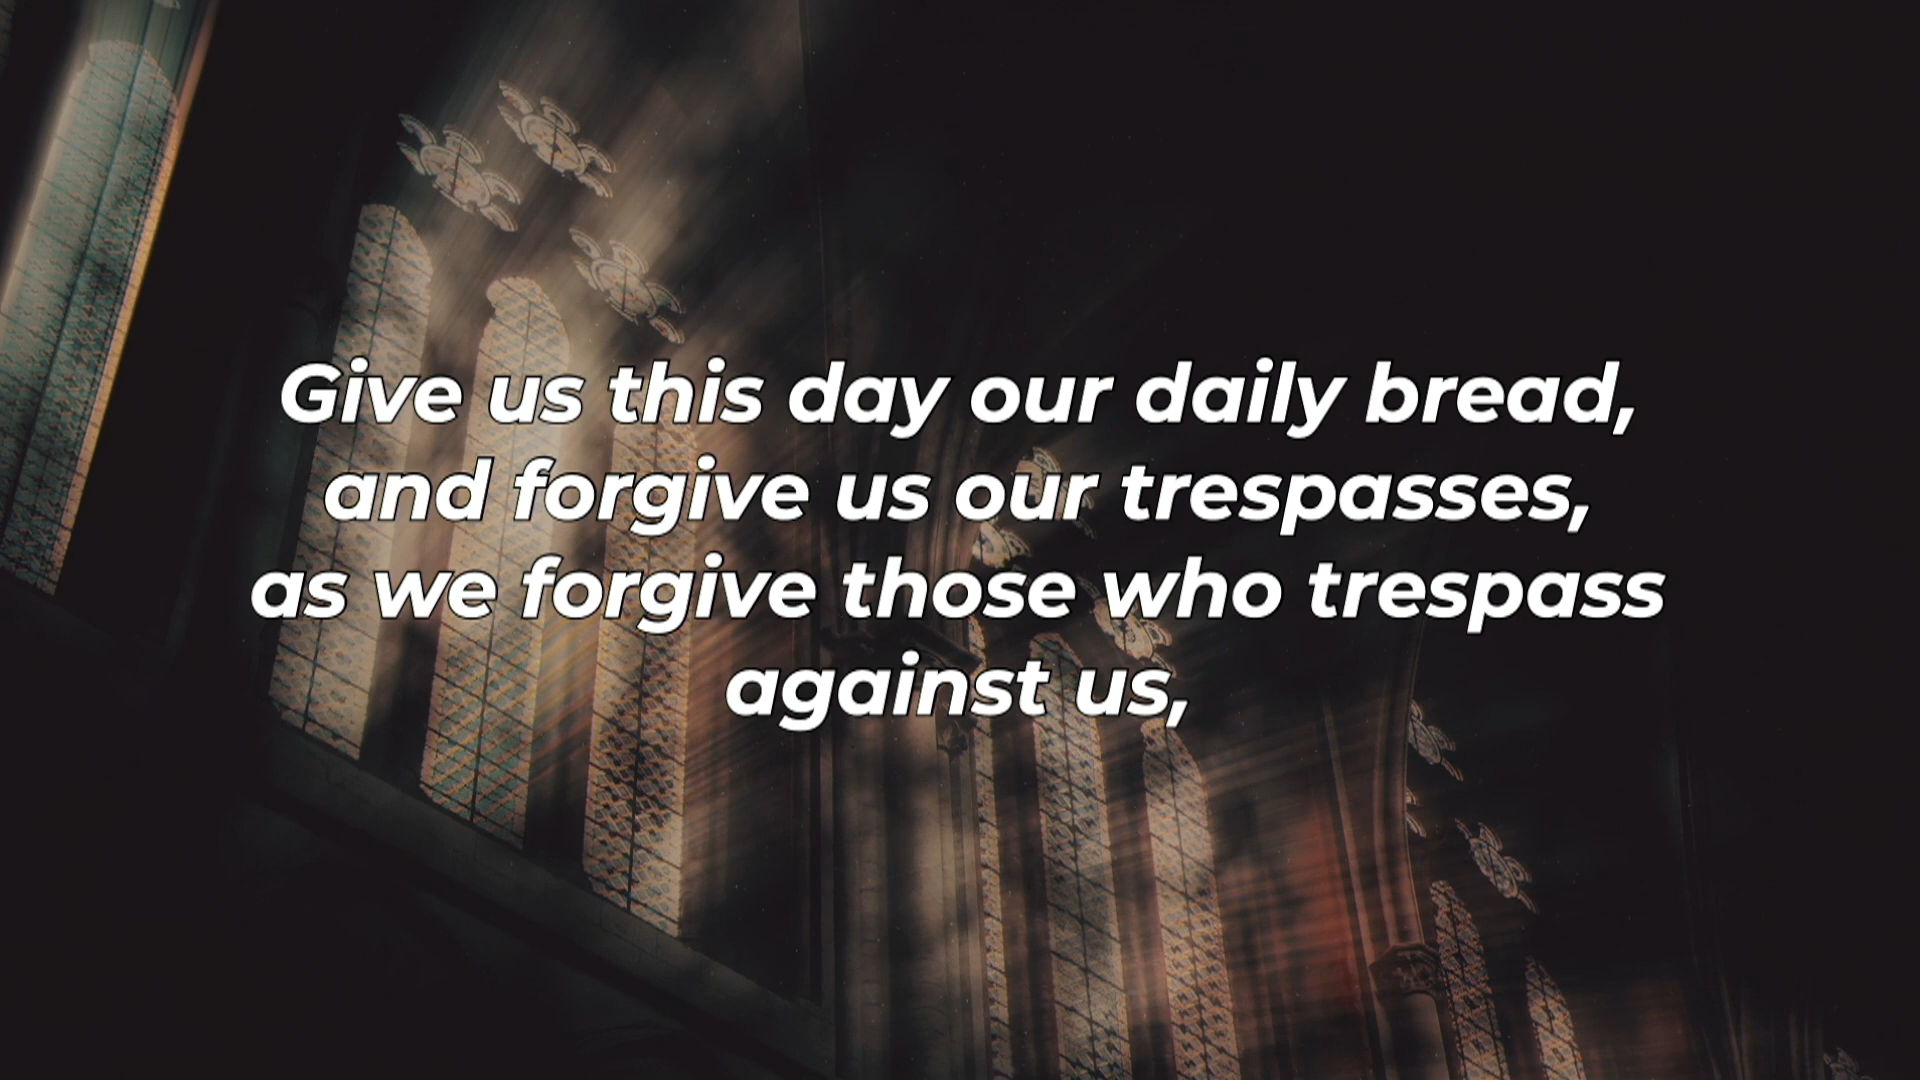 Give us this day our daily bread,
and forgive us our trespasses,
as we forgive those who trespass
against us,